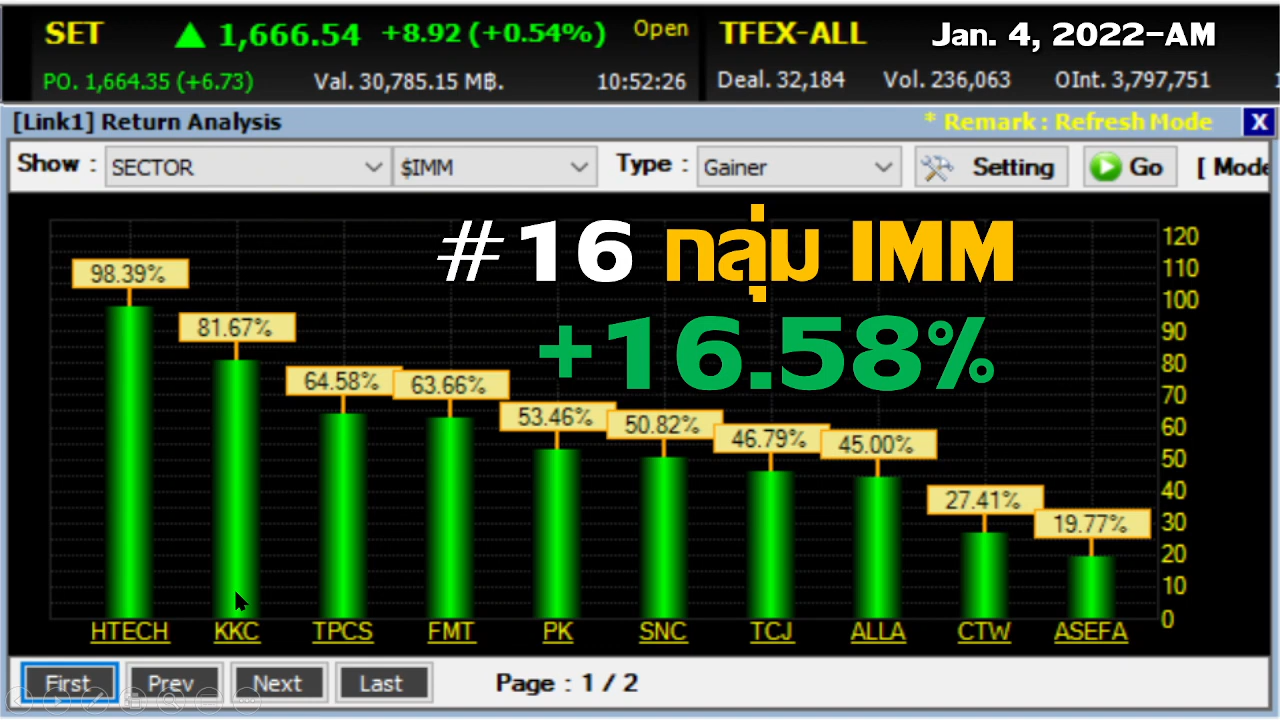 SET ▲ 1,666.54 +8.92 (+0.54%) Open TFEX-ALL Jan. 4, 2022-AM
PO. 1,664.35 (+6.73) Val. 30,785.15 M฿. 10:52:26 Deal. 32,184 Vol. 236,063 OInt. 3,797,751
[Link1] Return Analysis * Remark : Refresh Mode X
Show : SECTOR $IMM Type : Gainer Setting Go [ Mode
#16 กลุ่ม IMM
+16.58%
98.39% 81.67% 64.58% 63.66% 53.46% 50.82% 46.79% 45.00% 27.41% 19.77%
120
110
100
90
80
70
60
50
40
30
20
10
0
HTECH KKC TPCS FMT PK SNC TCJ ALLA CTW ASEFA
First Prev Next Last Page : 1 / 2